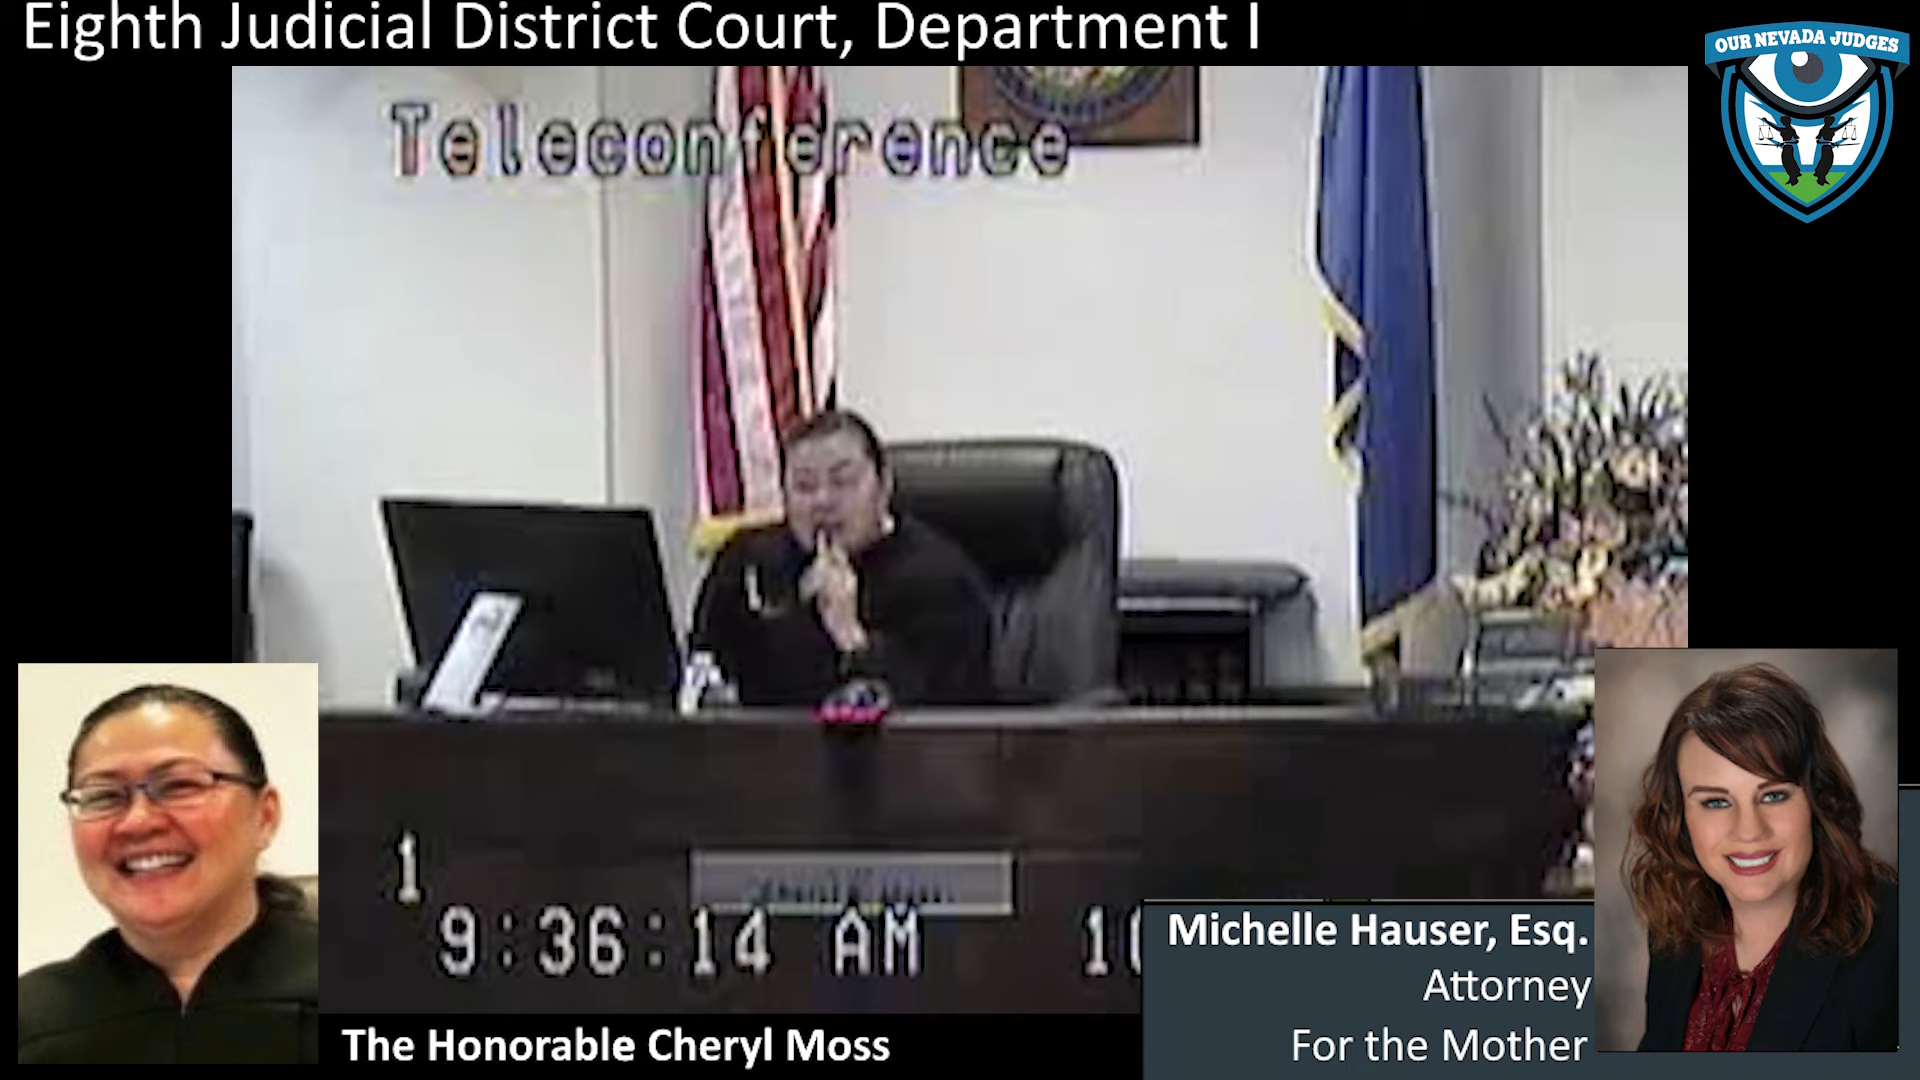 Eighth Judicial District Court, Department I
OUR NEVADA JUDGES
Teleconference
1
9:36:14 AM
Michelle Hauser, Esq.
Attorney
For the Mother
The Honorable Cheryl Moss